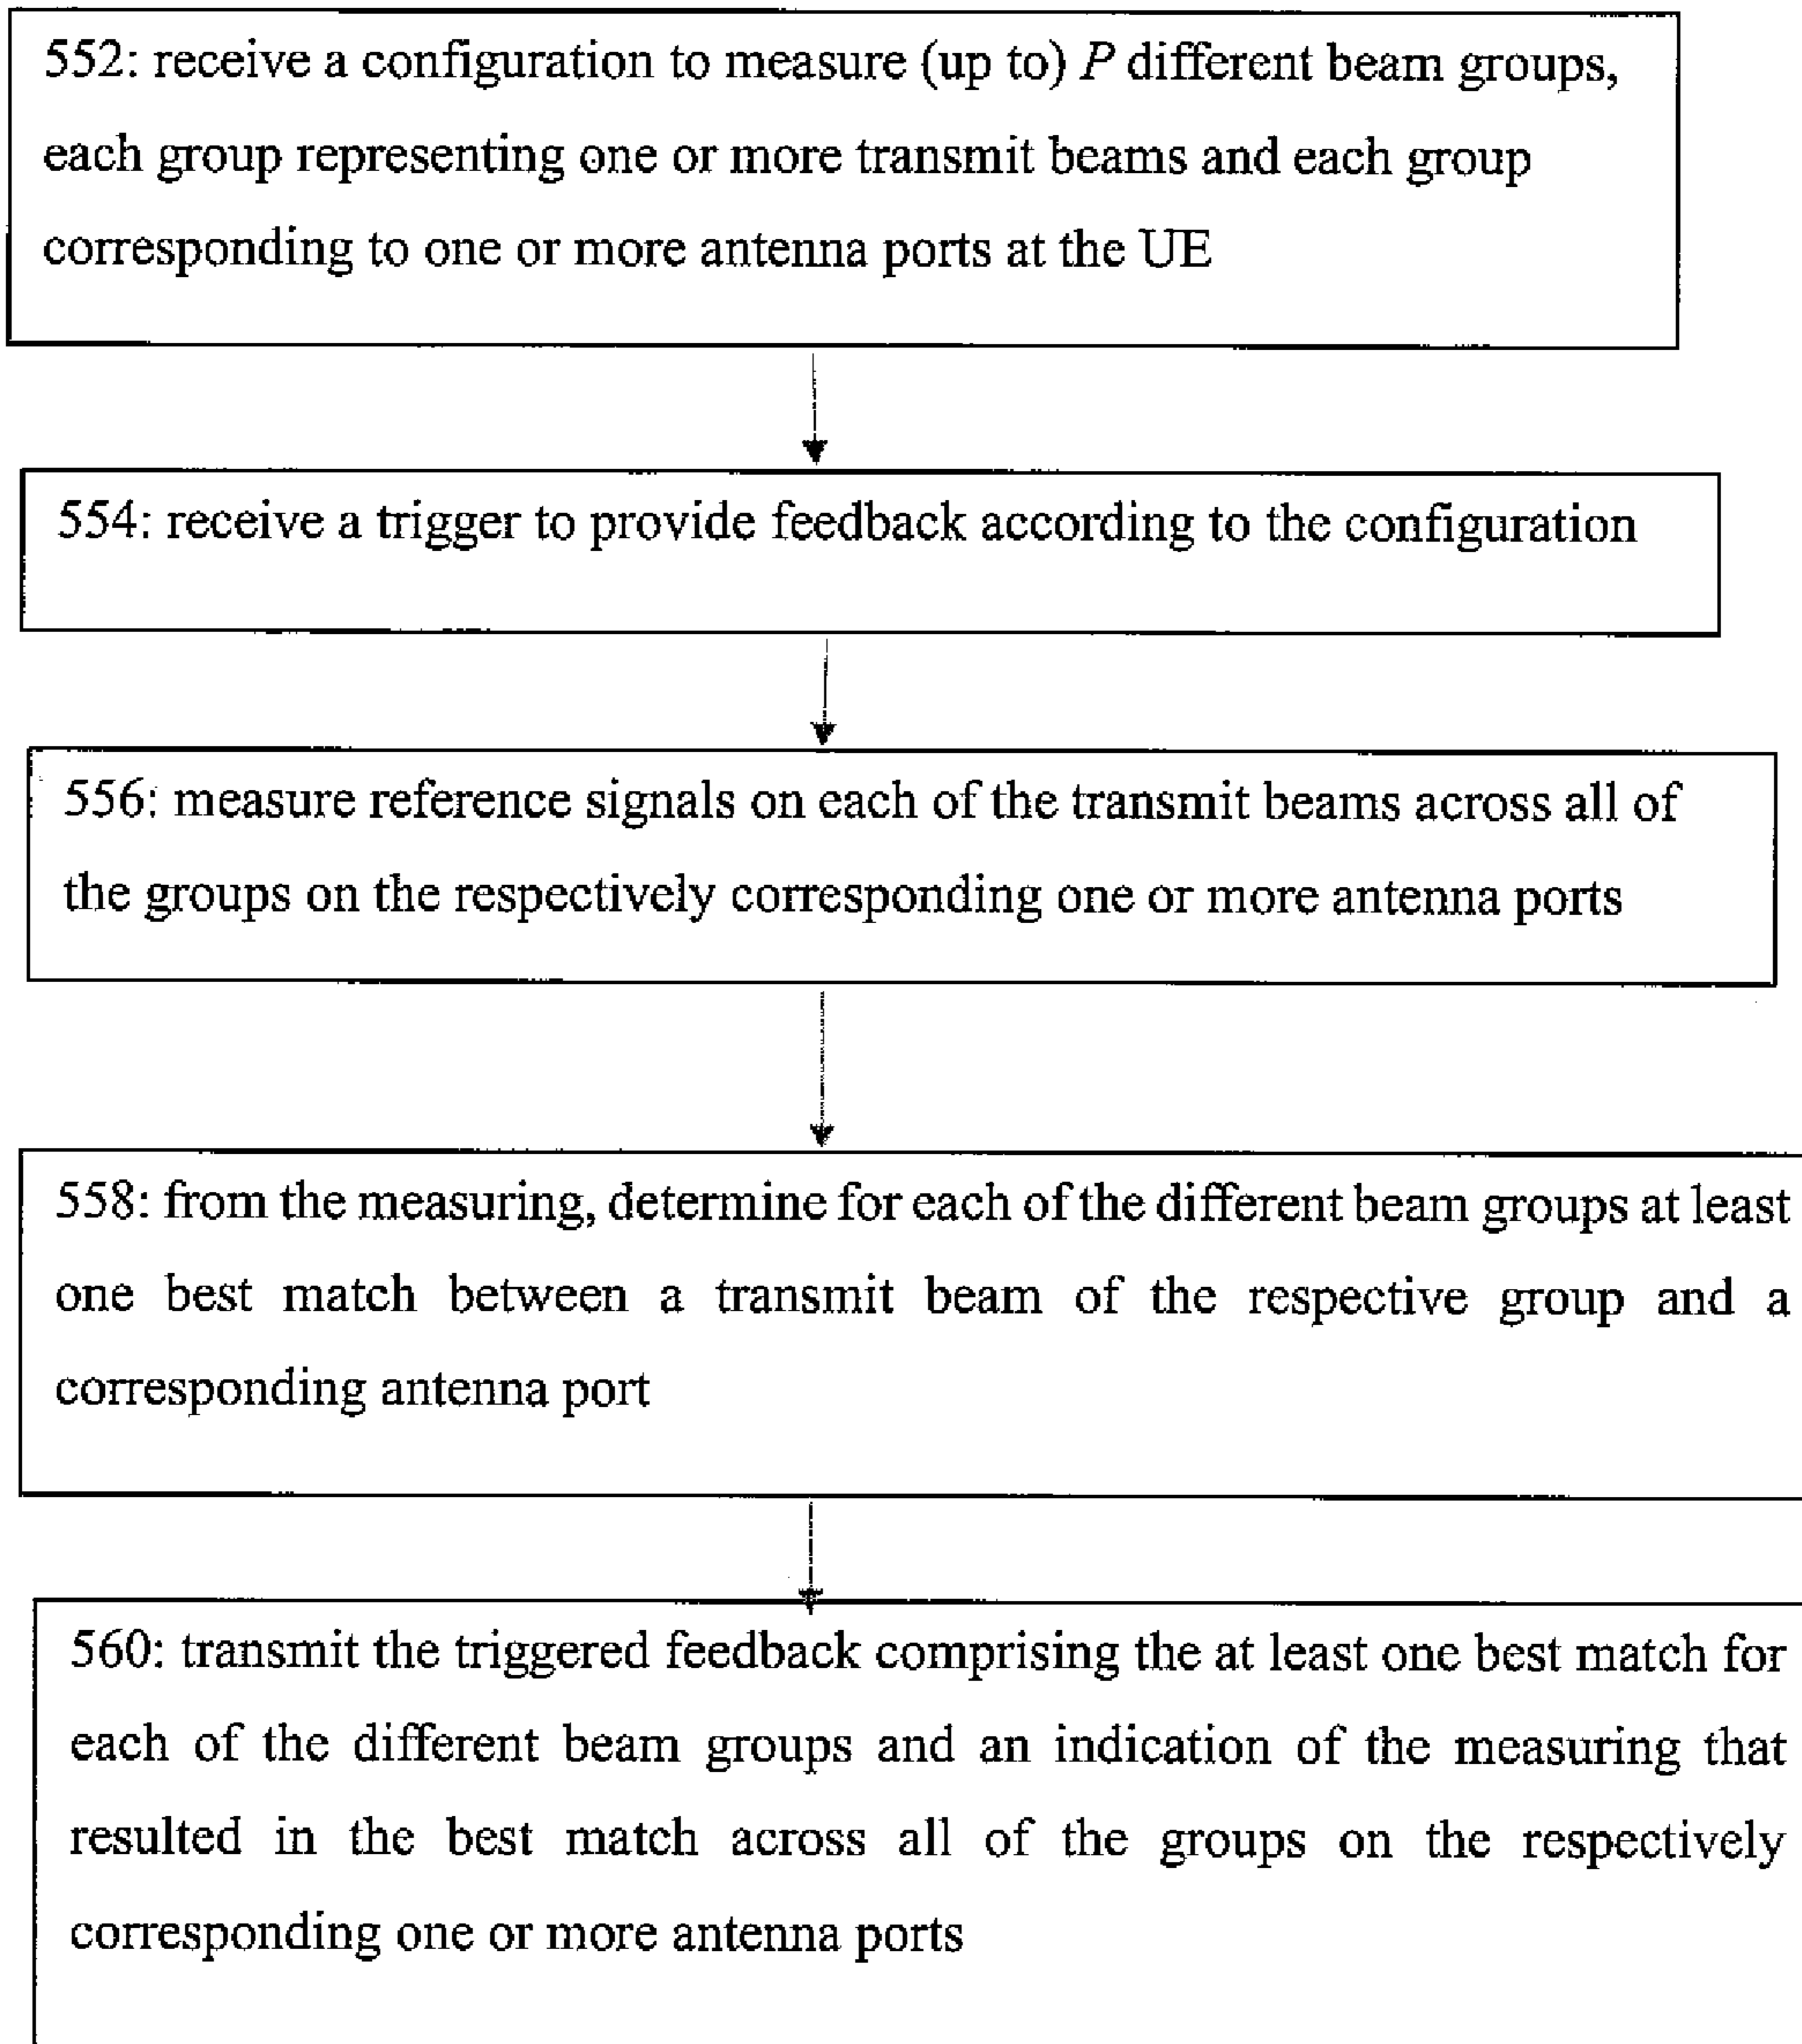 552: receive a configuration to measure (up to) P different beam groups,
each group representing one or more transmit beams and each group
corresponding to one or more antenna ports at the UE
554: receive a trigger to provide feedback according to the configuration
556: measure reference signals on each of the transmit beams across all of
the groups on the respectively corresponding one or more antenna ports
558: from the measuring, determine for each of the different beam groups at least
one best match between a transmit beam of the respective group and a
corresponding antenna port
560: transmit the triggered feedback comprising the at least one best match for
each of the different beam groups and an indication of the measuring that
resulted in the best match across all of the groups on the respectively
corresponding one or more antenna ports